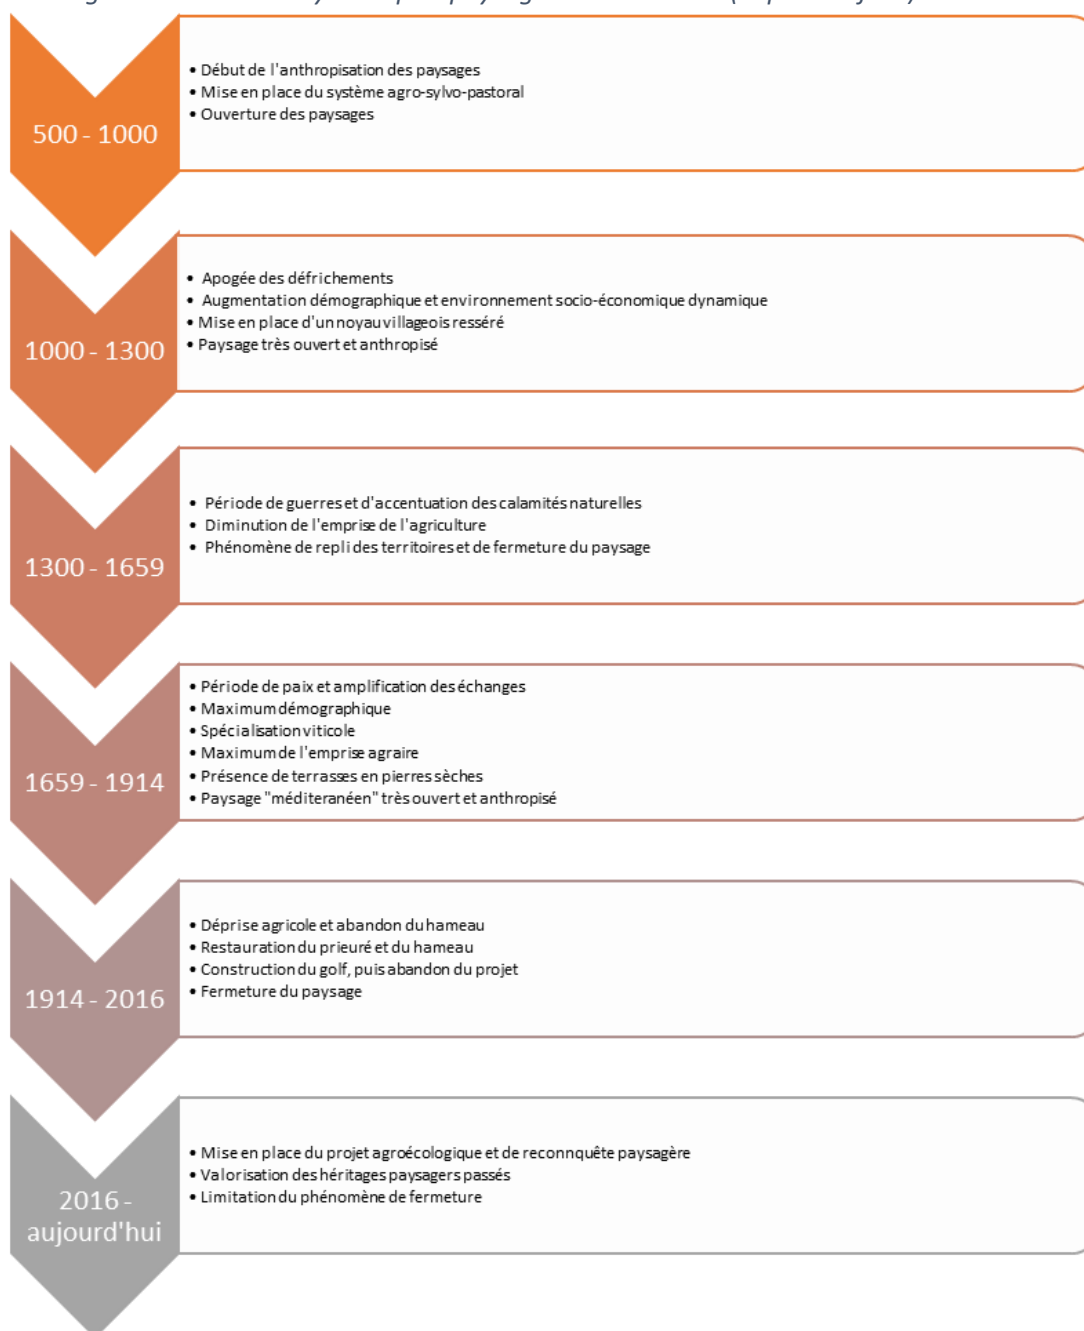 500 - 1000
• Début de l'anthropisation des paysages
• Mise en place du système agro-sylvo-pastoral
• Ouverture des paysages
1000 - 1300
• Apogée des défrichements
• Augmentation démographique et environnement socio-économique dynamique
• Mise en place d'un noyau villageois resséré
• Paysage très ouvert et anthropisé
1300 - 1659
• Période de guerres et d'accentuation des calamités naturelles
• Diminution de l'emprise de l'agriculture
• Phénomène de repli des territoires et de fermeture du paysage
1659 - 1914
• Période de paix et amplification des échanges
• Maximum démographique
• Spécialisation viticole
• Maximum de l'emprise agraire
• Présence de terrasses en pierres sèches
• Paysage "méditeranéen" très ouvert et anthropisé
1914 - 2016
• Déprise agricole et abandon du hameau
• Restauration du prieuré et du hameau
• Construction du golf, puis abandon du projet
• Fermeture du paysage
2016 -
aujourd'hui
• Mise en place du projet agroécologique et de reconnquête paysagère
• Valorisation des héritages paysagers passés
• Limitation du phénomène de fermeture